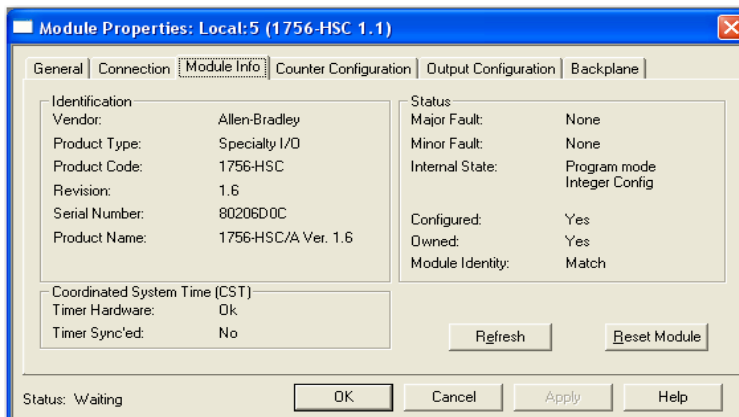 Module Properties: Local:5 (1756-HSC 1.1)
General Connection Module Info Counter Configuration Output Configuration Backplane
Identification
Vendor: Allen-Bradley
Product Type: Specialty I/O
Product Code: 1756-HSC
Revision: 1.6
Serial Number: 80206D0C
Product Name: 1756-HSC/A Ver. 1.6
Status
Major Fault: None
Minor Fault: None
Internal State: Program mode
Integer Config
Configured: Yes
Owned: Yes
Module Identity: Match
Coordinated System Time (CST)
Timer Hardware: Ok
Timer Sync'ed: No
Refresh Reset Module
Status: Waiting OK Cancel Apply Help